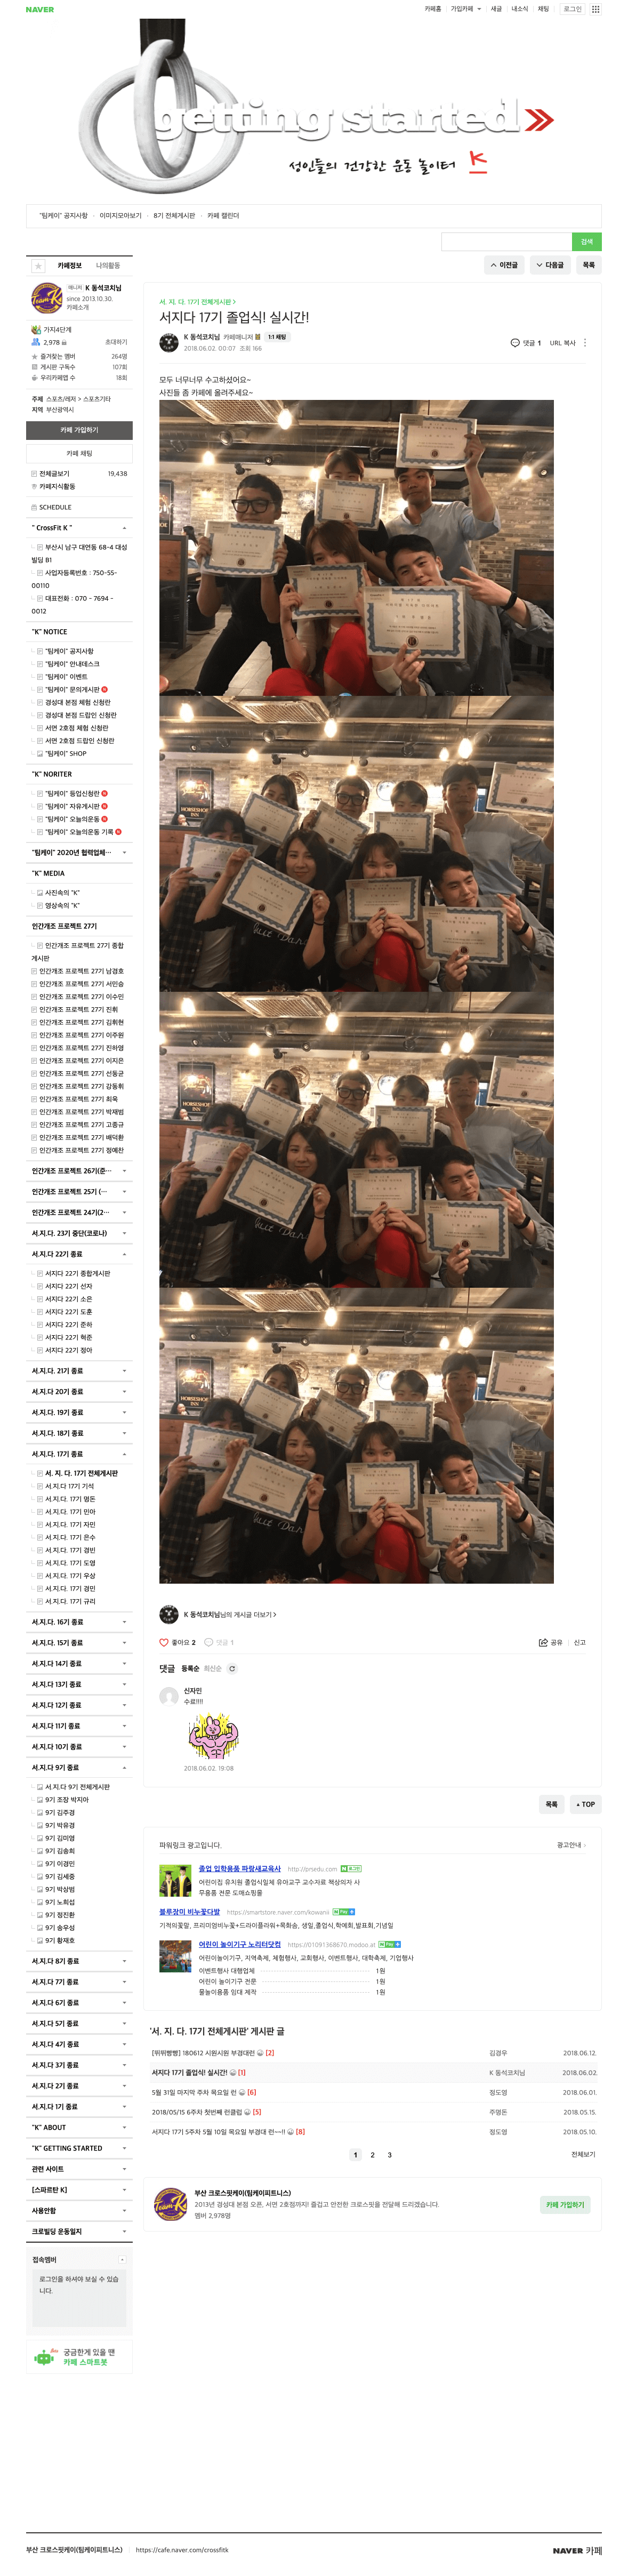 NAVER
카페홈 가입카페 새글 내소식 채팅 로그인
getting started
성인들의 건강한 운동 놀이터
"팀케이" 공지사항 · 이미지모아보기 · 8기 전체게시판 · 카페 캘린더
검색
카페정보 나의활동
이전글 다음글 목록
매니저 K 동석코치님
since 2013.10.30.
카페소개
가지4단계
2,978 초대하기
즐겨찾는 멤버 264명
게시판 구독수 107회
우리카페앱 수 18회
주제 스포츠/레저 > 스포츠기타
지역 부산광역시
카페 가입하기
카페 채팅
전체글보기 19,438
카페지식활동
SCHEDULE
" CrossFit K "
부산시 남구 대연동 68-4 대성빌딩 B1
사업자등록번호 : 750-55-00110
대표전화 : 070 - 7694 - 0012
"K" NOTICE
"팀케이" 공지사항
"팀케이" 안내데스크
"팀케이" 이벤트
"팀케이" 문의게시판
경성대 본점 체험 신청란
경성대 본점 드랍인 신청란
서면 2호점 체험 신청란
서면 2호점 드랍인 신청란
"팀케이" SHOP
"K" NORITER
"팀케이" 등업신청란
"팀케이" 자유게시판
"팀케이" 오늘의운동
"팀케이" 오늘의운동 기록
"팀케이" 2020년 협력업체···
"K" MEDIA
사진속의 "K"
영상속의 "K"
인간개조 프로젝트 27기
인간개조 프로젝트 27기 종합게시판
인간개조 프로젝트 27기 남경호
인간개조 프로젝트 27기 서민승
인간개조 프로젝트 27기 이수민
인간개조 프로젝트 27기 진휘
인간개조 프로젝트 27기 김휘현
인간개조 프로젝트 27기 이주원
인간개조 프로젝트 27기 진하영
인간개조 프로젝트 27기 이지은
인간개조 프로젝트 27기 선동균
인간개조 프로젝트 27기 감동휘
인간개조 프로젝트 27기 최욱
인간개조 프로젝트 27기 박재범
인간개조 프로젝트 27기 고종규
인간개조 프로젝트 27기 배덕환
인간개조 프로젝트 27기 정예찬
인간개조 프로젝트 26기(준···
인간개조 프로젝트 25기 (···
인간개조 프로젝트 24기(2···
서.지.다. 23기 중단(코로나)
서.지.다 22기 종료
서지다 22기 종합게시판
서지다 22기 선자
서지다 22기 소은
서지다 22기 도훈
서지다 22기 준하
서지다 22기 혁준
서지다 22기 정아
서.지.다. 21기 종료
서.지.다 20기 종료
서.지.다. 19기 종료
서.지.다. 18기 종료
서.지.다. 17기 종료
서. 지. 다. 17기 전체게시판
서.지.다 17기 기석
서.지.다. 17기 명돈
서.지.다. 17기 민아
서.지.다. 17기 자민
서.지.다. 17기 은수
서.지.다. 17기 경빈
서.지.다. 17기 도영
서.지.다. 17기 우상
서.지.다. 17기 경민
서.지.다. 17기 규리
서.지.다. 16기 종료
서.지.다. 15기 종료
서.지.다 14기 종료
서.지.다 13기 종료
서.지.다 12기 종료
서.지.다 11기 종료
서.지.다 10기 종료
서.지.다 9기 종료
서.지.다 9기 전체게시판
9기 조장 박지아
9기 김주경
9기 박유경
9기 김미영
9기 김송희
9기 이경민
9기 김세중
9기 박상범
9기 노희섭
9기 정진환
9기 송우성
9기 황재호
서.지.다 8기 종료
서.지.다 7기 종료
서.지.다 6기 종료
서.지.다 5기 종료
서.지.다 4기 종료
서.지.다 3기 종료
서.지.다 2기 종료
서.지.다 1기 종료
"K" ABOUT
"K" GETTING STARTED
관련 사이트
[스파르탄 K]
사용안함
크로빌딩 운동일지
접속멤버
로그인을 하셔야 보실 수 있습니다.
궁금한게 있을 땐
카페 스마트봇
서. 지. 다. 17기 전체게시판 >
서지다 17기 졸업식! 실시간!
K 동석코치님 카페매니저 1:1 채팅
2018.06.02. 00:07 조회 166
댓글 1 URL 복사
모두 너무너무 수고하셨어요~
사진들 좀 카페에 올려주세요~
HORSESHOE INN
HORSESHOE INN
HORSESHOE INN
K 동석코치님님의 게시글 더보기 >
좋아요 2 댓글 1 공유 신고
댓글 등록순 최신순
신자민
수료!!!!
2018.06.02. 19:08
목록 TOP
파워링크 광고입니다. 광고안내
졸업 입학용품 파랑새교육사 http://prsedu.com
어린이집 유치원 졸업식일체 유아교구 교수자료 책상의자 사무용품 전문 도매쇼핑몰
블루장미 비누꽃다발 https://smartstore.naver.com/kowanii
기적의꽃말, 프리미엄비누꽃+드라이플라워+목화솜, 생일,졸업식,학예회,발표회,기념일
어린이 놀이기구 노리터닷컴 https://01091368670.modoo.at
어린이놀이기구, 지역축제, 체험행사, 교회행사, 이벤트행사, 대학축제, 기업행사
이벤트행사 대행업체 1원
어린이 놀이기구 전문 1원
물놀이용품 임대 제작 1원
'서. 지. 다. 17기 전체게시판' 게시판 글
[뛰뛰빵빵] 180612 시원시원 부경대런 [2] 김경우 2018.06.12.
서지다 17기 졸업식! 실시간! [1] K 동석코치님 2018.06.02.
5월 31일 마지막 주차 목요일 런 [6] 정도영 2018.06.01.
2018/05/15 6주차 첫번째 런클럽 [5] 주명돈 2018.05.15.
서지다 17기 5주차 5월 10일 목요일 부경대 런~~!! [8] 정도영 2018.05.10.
1 2 3 전체보기
부산 크로스핏케이(팀케이피트니스)
2013년 경성대 본점 오픈, 서면 2호점까지! 즐겁고 안전한 크로스핏을 전달해 드리겠습니다.
멤버 2,978명
카페 가입하기
부산 크로스핏케이(팀케이피트니스) https://cafe.naver.com/crossfitk NAVER 카페